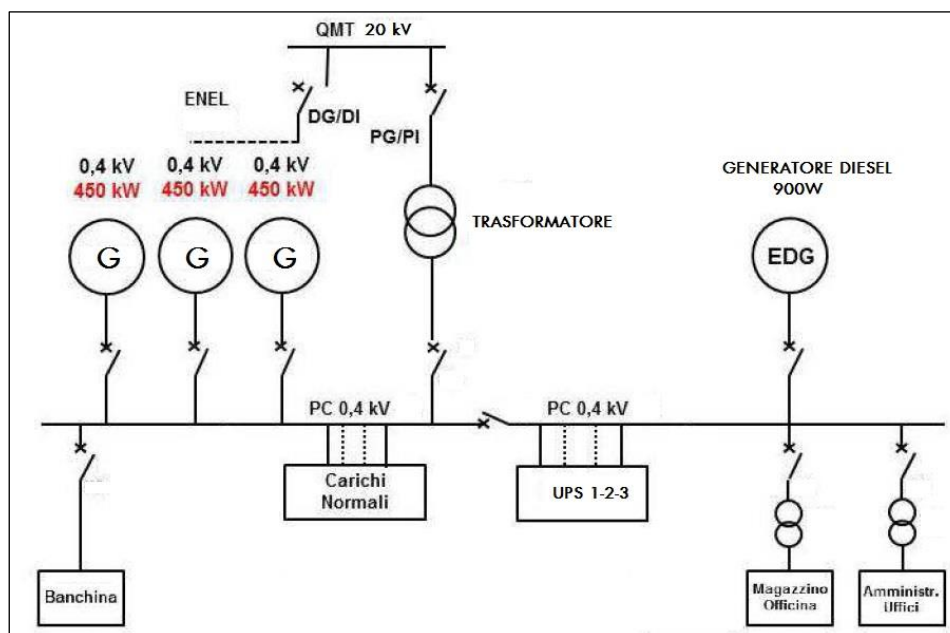 QMT 20 kV
ENEL
DG/DI
PG/PI
0,4 kV 0,4 kV 0,4 kV
450 kW 450 kW 450 kW
GENERATORE DIESEL
900W
TRASFORMATORE
G G G
EDG
PC 0,4 kV PC 0,4 kV
Carichi
Normali
UPS 1-2-3
Banchina
Magazzino
Officina
Amministr.
Uffici